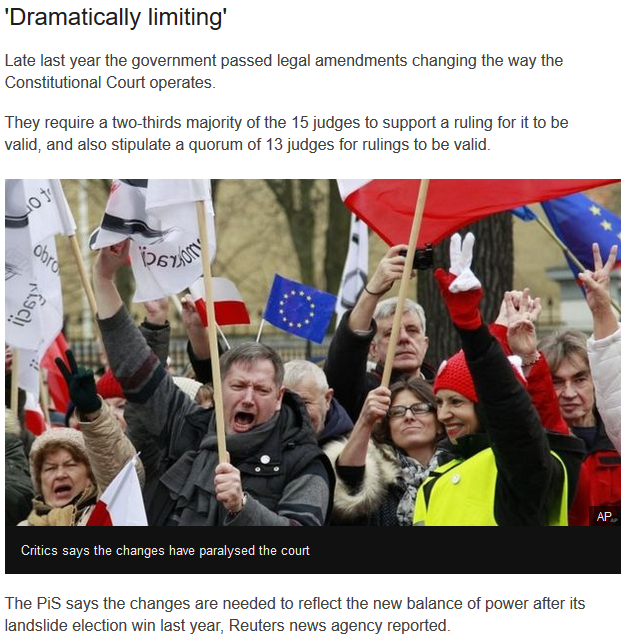 'Dramatically limiting'
Late last year the government passed legal amendments changing the way the
Constitutional Court operates.
They require a two-thirds majority of the 15 judges to support a ruling for it to be
valid, and also stipulate a quorum of 13 judges for rulings to be valid.
AP
Critics says the changes have paralysed the court
The PiS says the changes are needed to reflect the new balance of power after its
landslide election win last year, Reuters news agency reported.